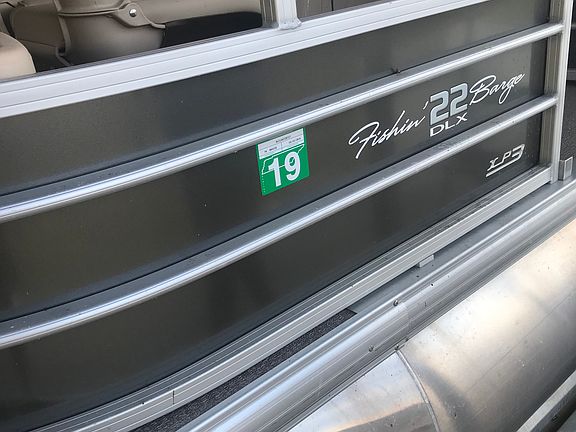 19
Fishin' 22 Barge
DLX
XP3